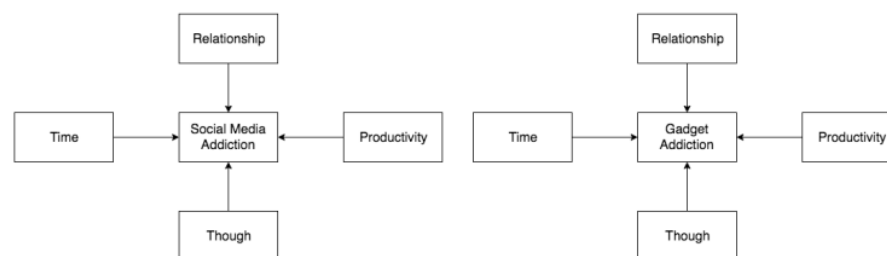 Relationship
Relationship
Time
Social Media
Addiction
Productivity
Time
Gadget
Addiction
Productivity
Though
Though